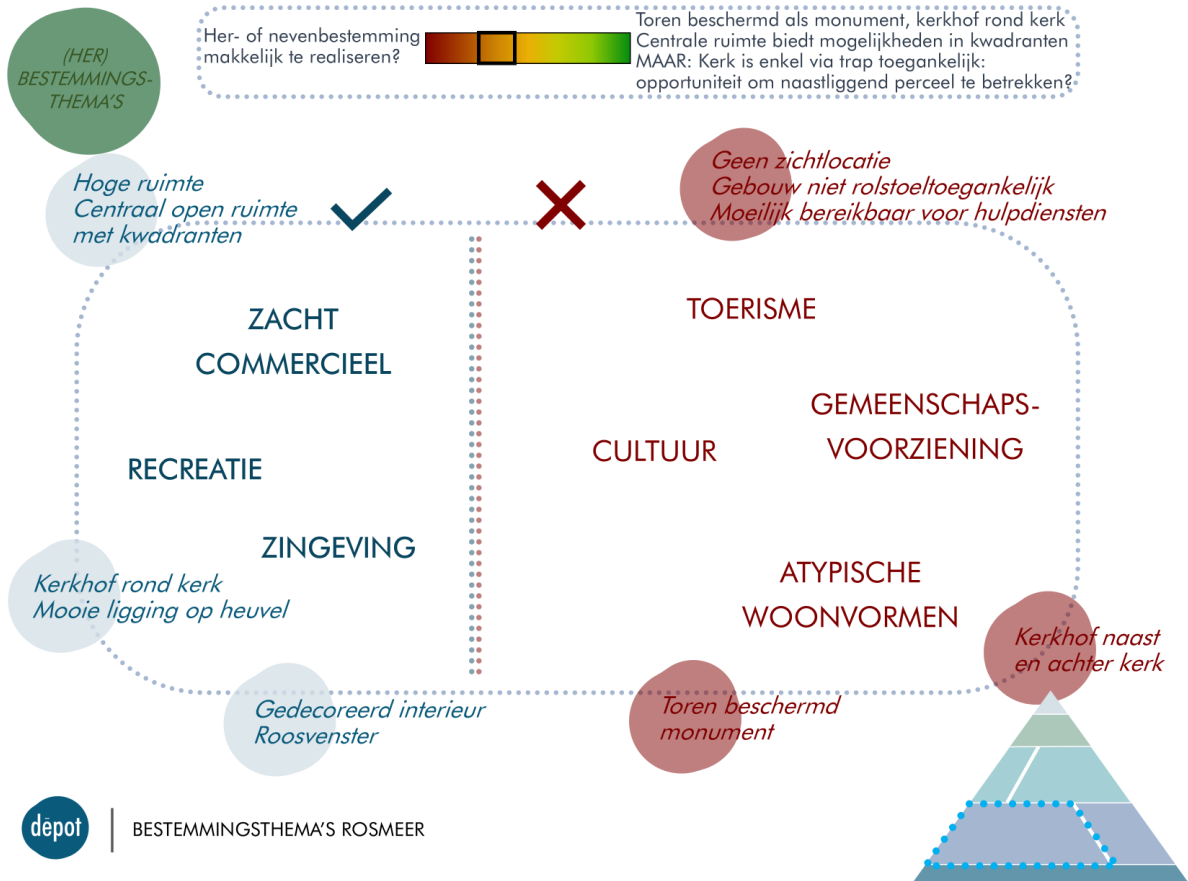 (HER)
BESTEMMINGS-
THEMA'S
Her- of nevenbestemming
makkelijk te realiseren?
Toren beschermd als monument, kerkhof rond kerk
Centrale ruimte biedt mogelijkheden in kwadranten
MAAR: Kerk is enkel via trap toegankelijk:
opportuniteit om naastliggend perceel te betrekken?
Hoge ruimte
Centraal open ruimte
met kwadranten
Geen zichtlocatie
Gebouw niet rolstoeltoegankelijk
Moeilijk bereikbaar voor hulpdiensten
ZACHT
COMMERCIEEL
RECREATIE
ZINGEVING
TOERISME
GEMEENSCHAPS-
VOORZIENING
CULTUUR
ATYPISCHE
WOONVORMEN
Kerkhof rond kerk
Mooie ligging op heuvel
Kerkhof naast
en achter kerk
Gedecoreerd interieur
Roosvenster
Toren beschermd
monument
dēpot
BESTEMMINGSTHEMA'S ROSMEER